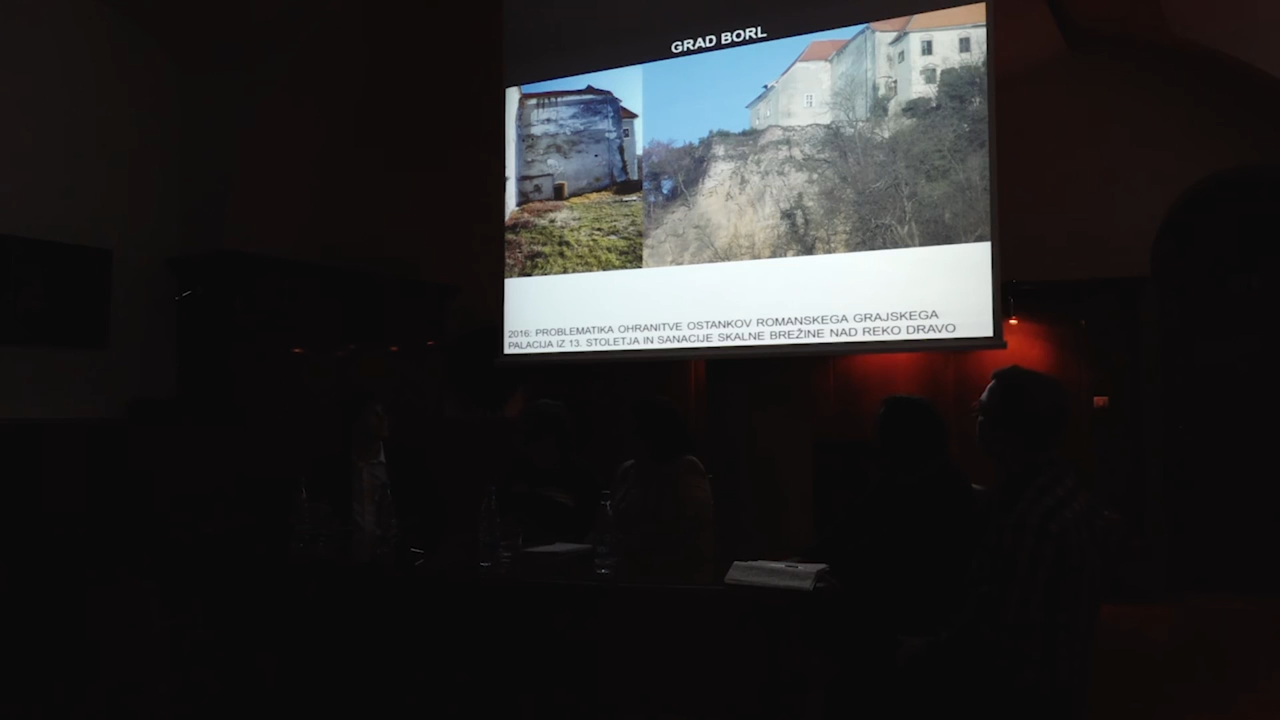 GRAD BORL
2016: PROBLEMATIKA OHRANITVE OSTANKOV ROMANSKEGA GRAJSKEGA
PALACIJA IZ 13. STOLETJA IN SANACIJE SKALNE BREŽINE NAD REKO DRAVO